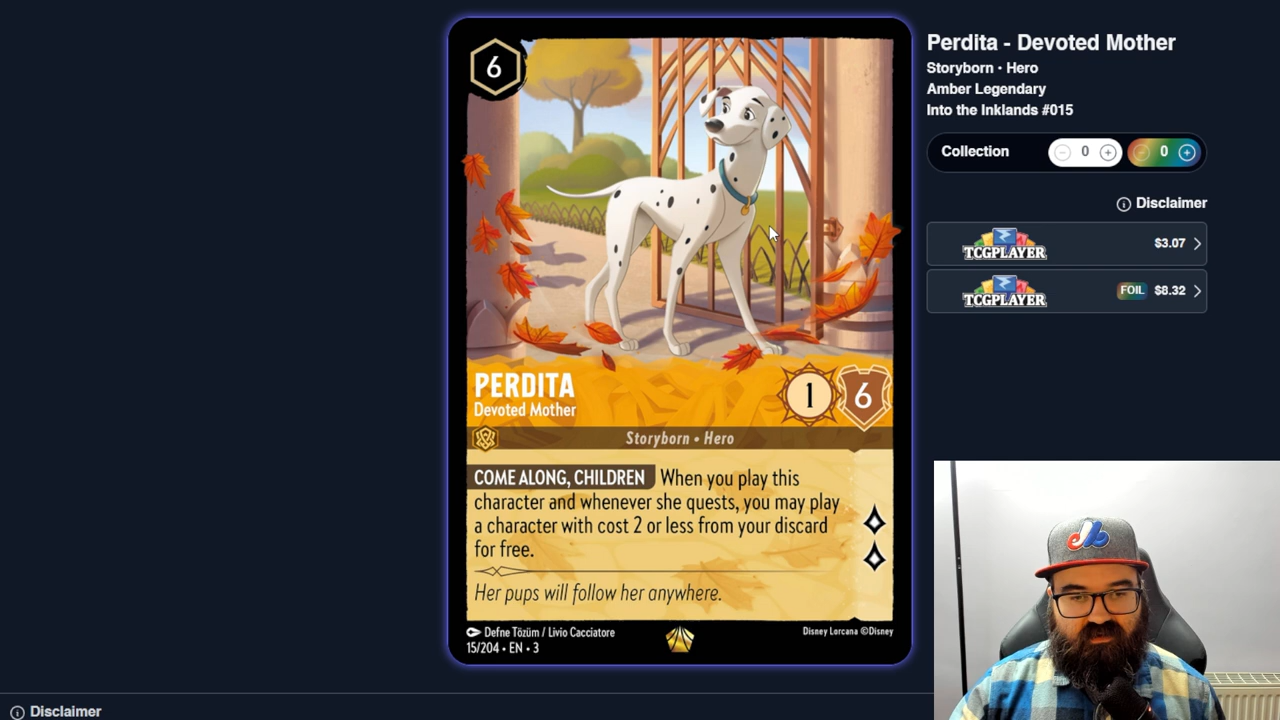 6
PERDITA
Devoted Mother
1
6
Storyborn • Hero
COME ALONG, CHILDREN When you play this
character and whenever she quests, you may play
a character with cost 2 or less from your discard
for free.
Her pups will follow her anywhere.
Defne Tözüm / Livio Cacciatore
Disney Lorcana ©Disney
15/204 • EN • 3
Perdita - Devoted Mother
Storyborn • Hero
Amber Legendary
Into the Inklands #015
Collection
0
0
Disclaimer
TCGPLAYER
$3.07
TCGPLAYER
FOIL $8.32
Disclaimer